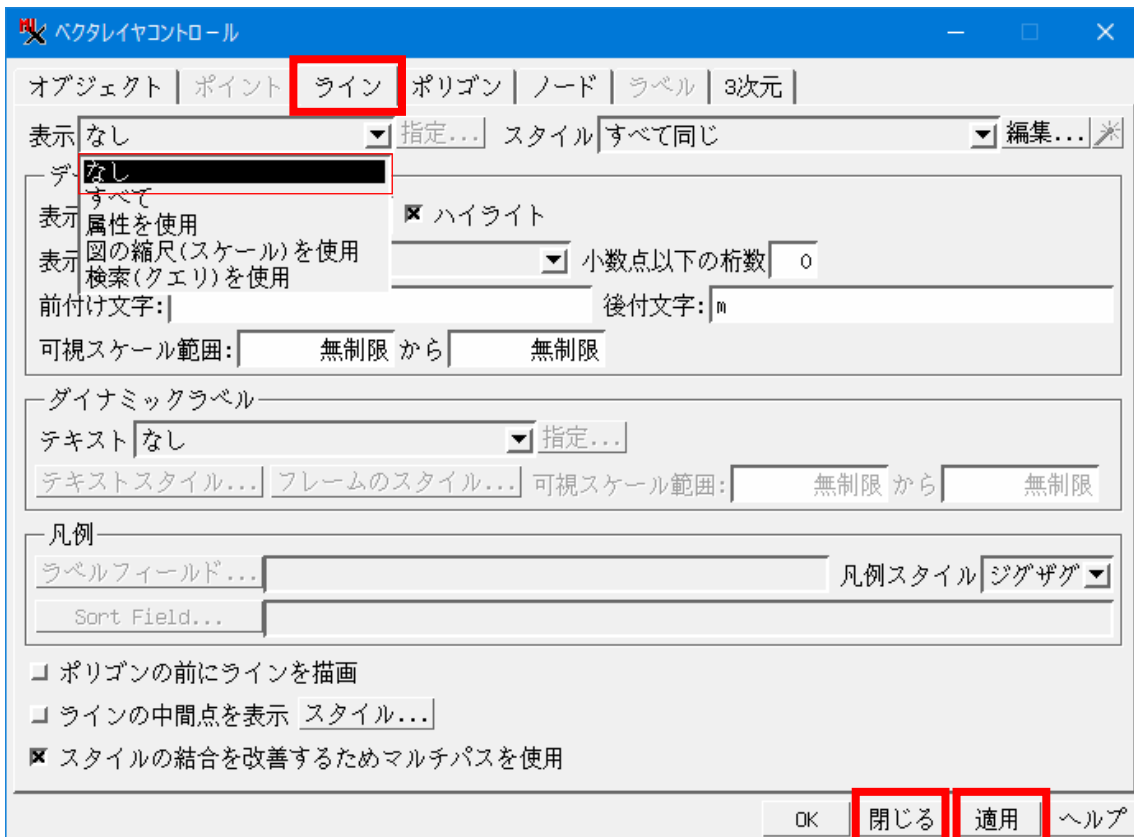 ベクタレイヤコントロール
オブジェクト ポイント ライン ポリゴン ノード ラベル 3次元
表示 なし 指定... スタイル すべて同じ 編集...
なし
すべて
属性を使用
図の縮尺(スケール)を使用
検索(クエリ)を使用
デー
表示 ハイライト
表示 小数点以下の桁数 0
前付け文字: 後付文字: m
可視スケール範囲: 無制限 から 無制限
ダイナミックラベル
テキスト なし 指定...
テキストスタイル... フレームのスタイル... 可視スケール範囲: 無制限 から 無制限
凡例
ラベルフィールド... 凡例スタイル ジグザグ
Sort Field...
ポリゴンの前にラインを描画
ラインの中間点を表示 スタイル...
スタイルの結合を改善するためマルチパスを使用
OK 閉じる 適用 ヘルプ